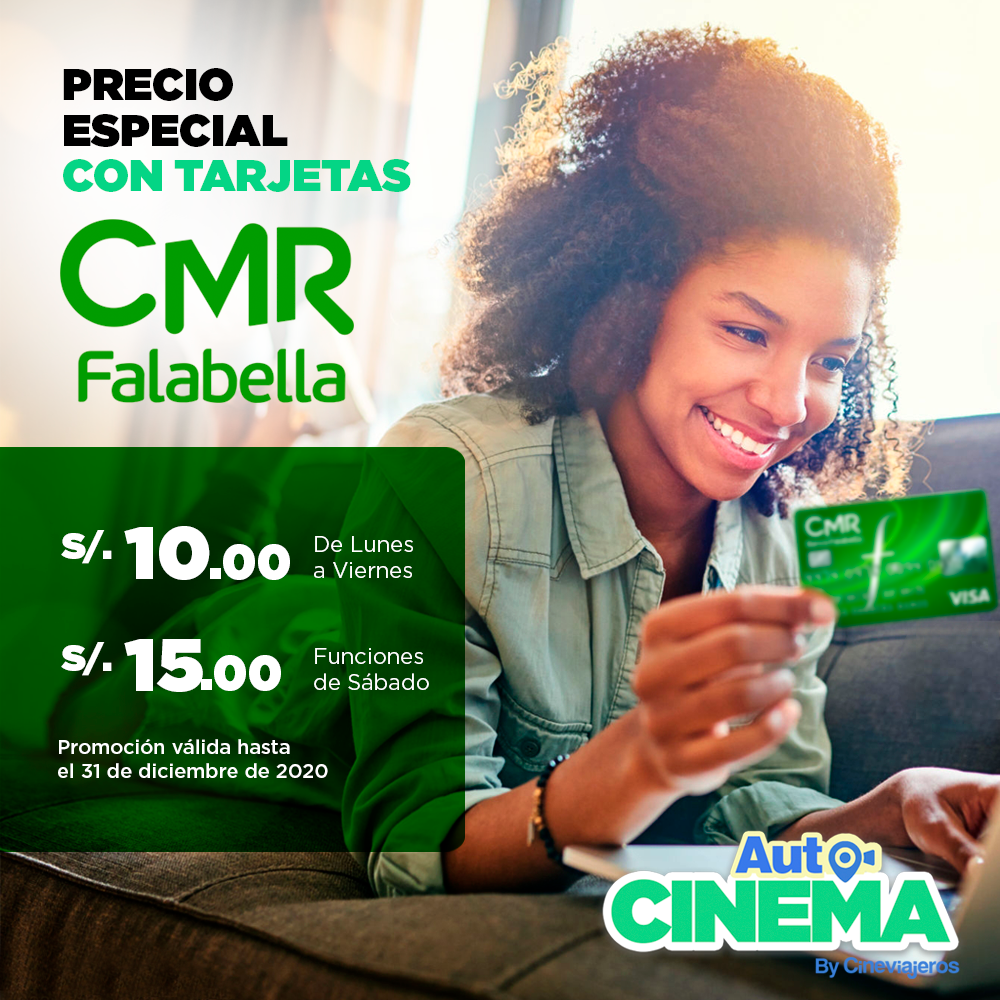 PRECIO
ESPECIAL
CON TARJETAS
CMR
Falabella
S/. 10.00 De Lunes
a Viernes
S/. 15.00 Funciones
de Sábado
Promoción válida hasta
el 31 de diciembre de 2020
CMR
VISA
Auto
CINEMA
By Cineviajeros